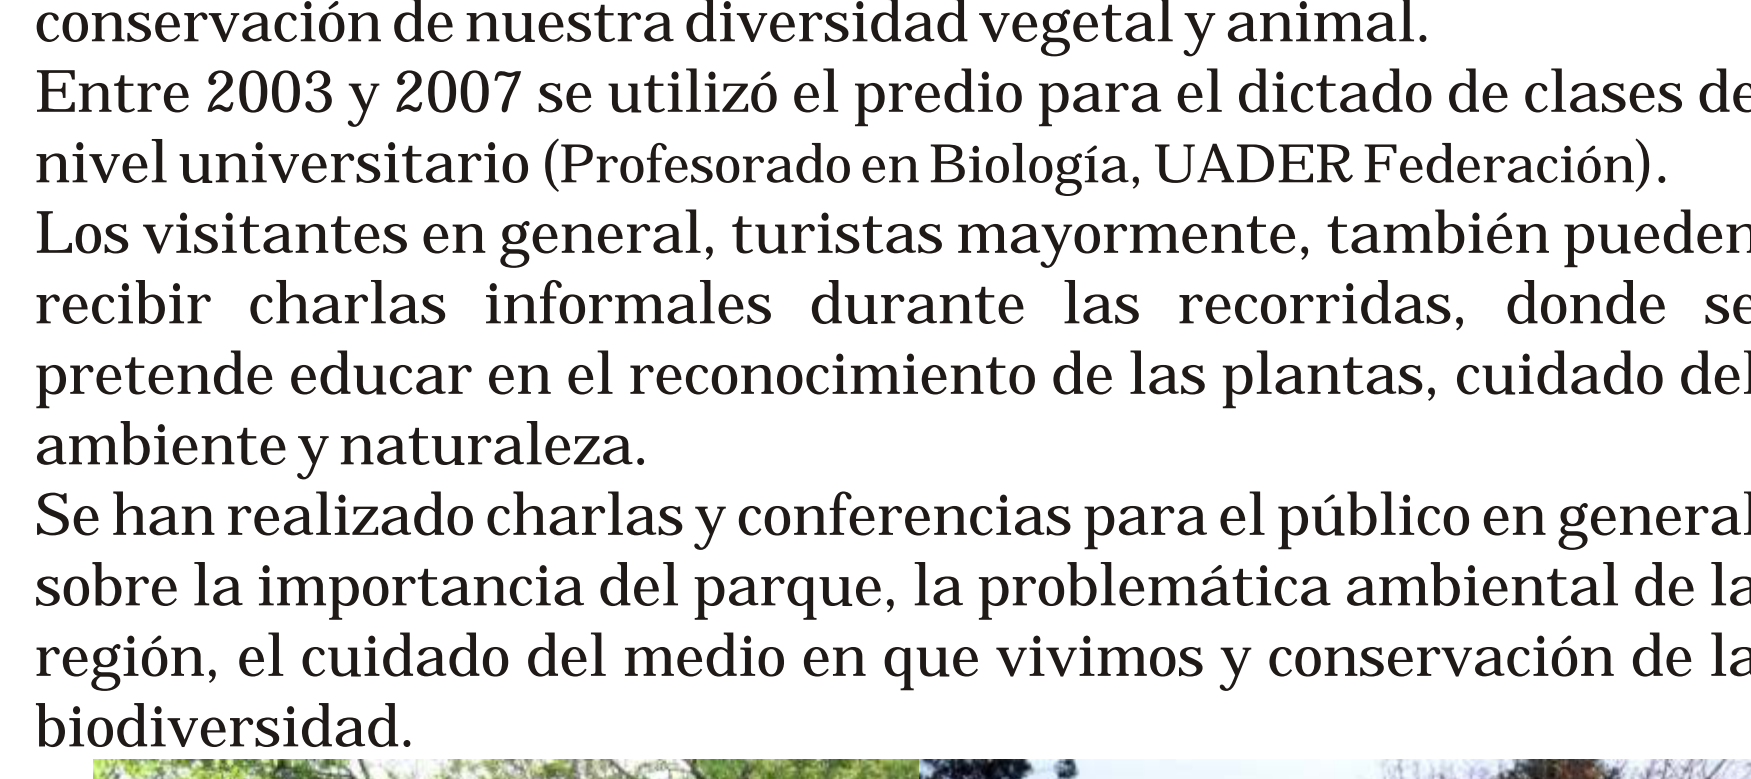 conservación de nuestra diversidad vegetal y animal.
Entre 2003 y 2007 se utilizó el predio para el dictado de clases de
nivel universitario (Profesorado en Biología, UADER Federación).
Los visitantes en general, turistas mayormente, también pueden
recibir charlas informales durante las recorridas, donde se
pretende educar en el reconocimiento de las plantas, cuidado del
ambiente y naturaleza.
Se han realizado charlas y conferencias para el público en general
sobre la importancia del parque, la problemática ambiental de la
región, el cuidado del medio en que vivimos y conservación de la
biodiversidad.